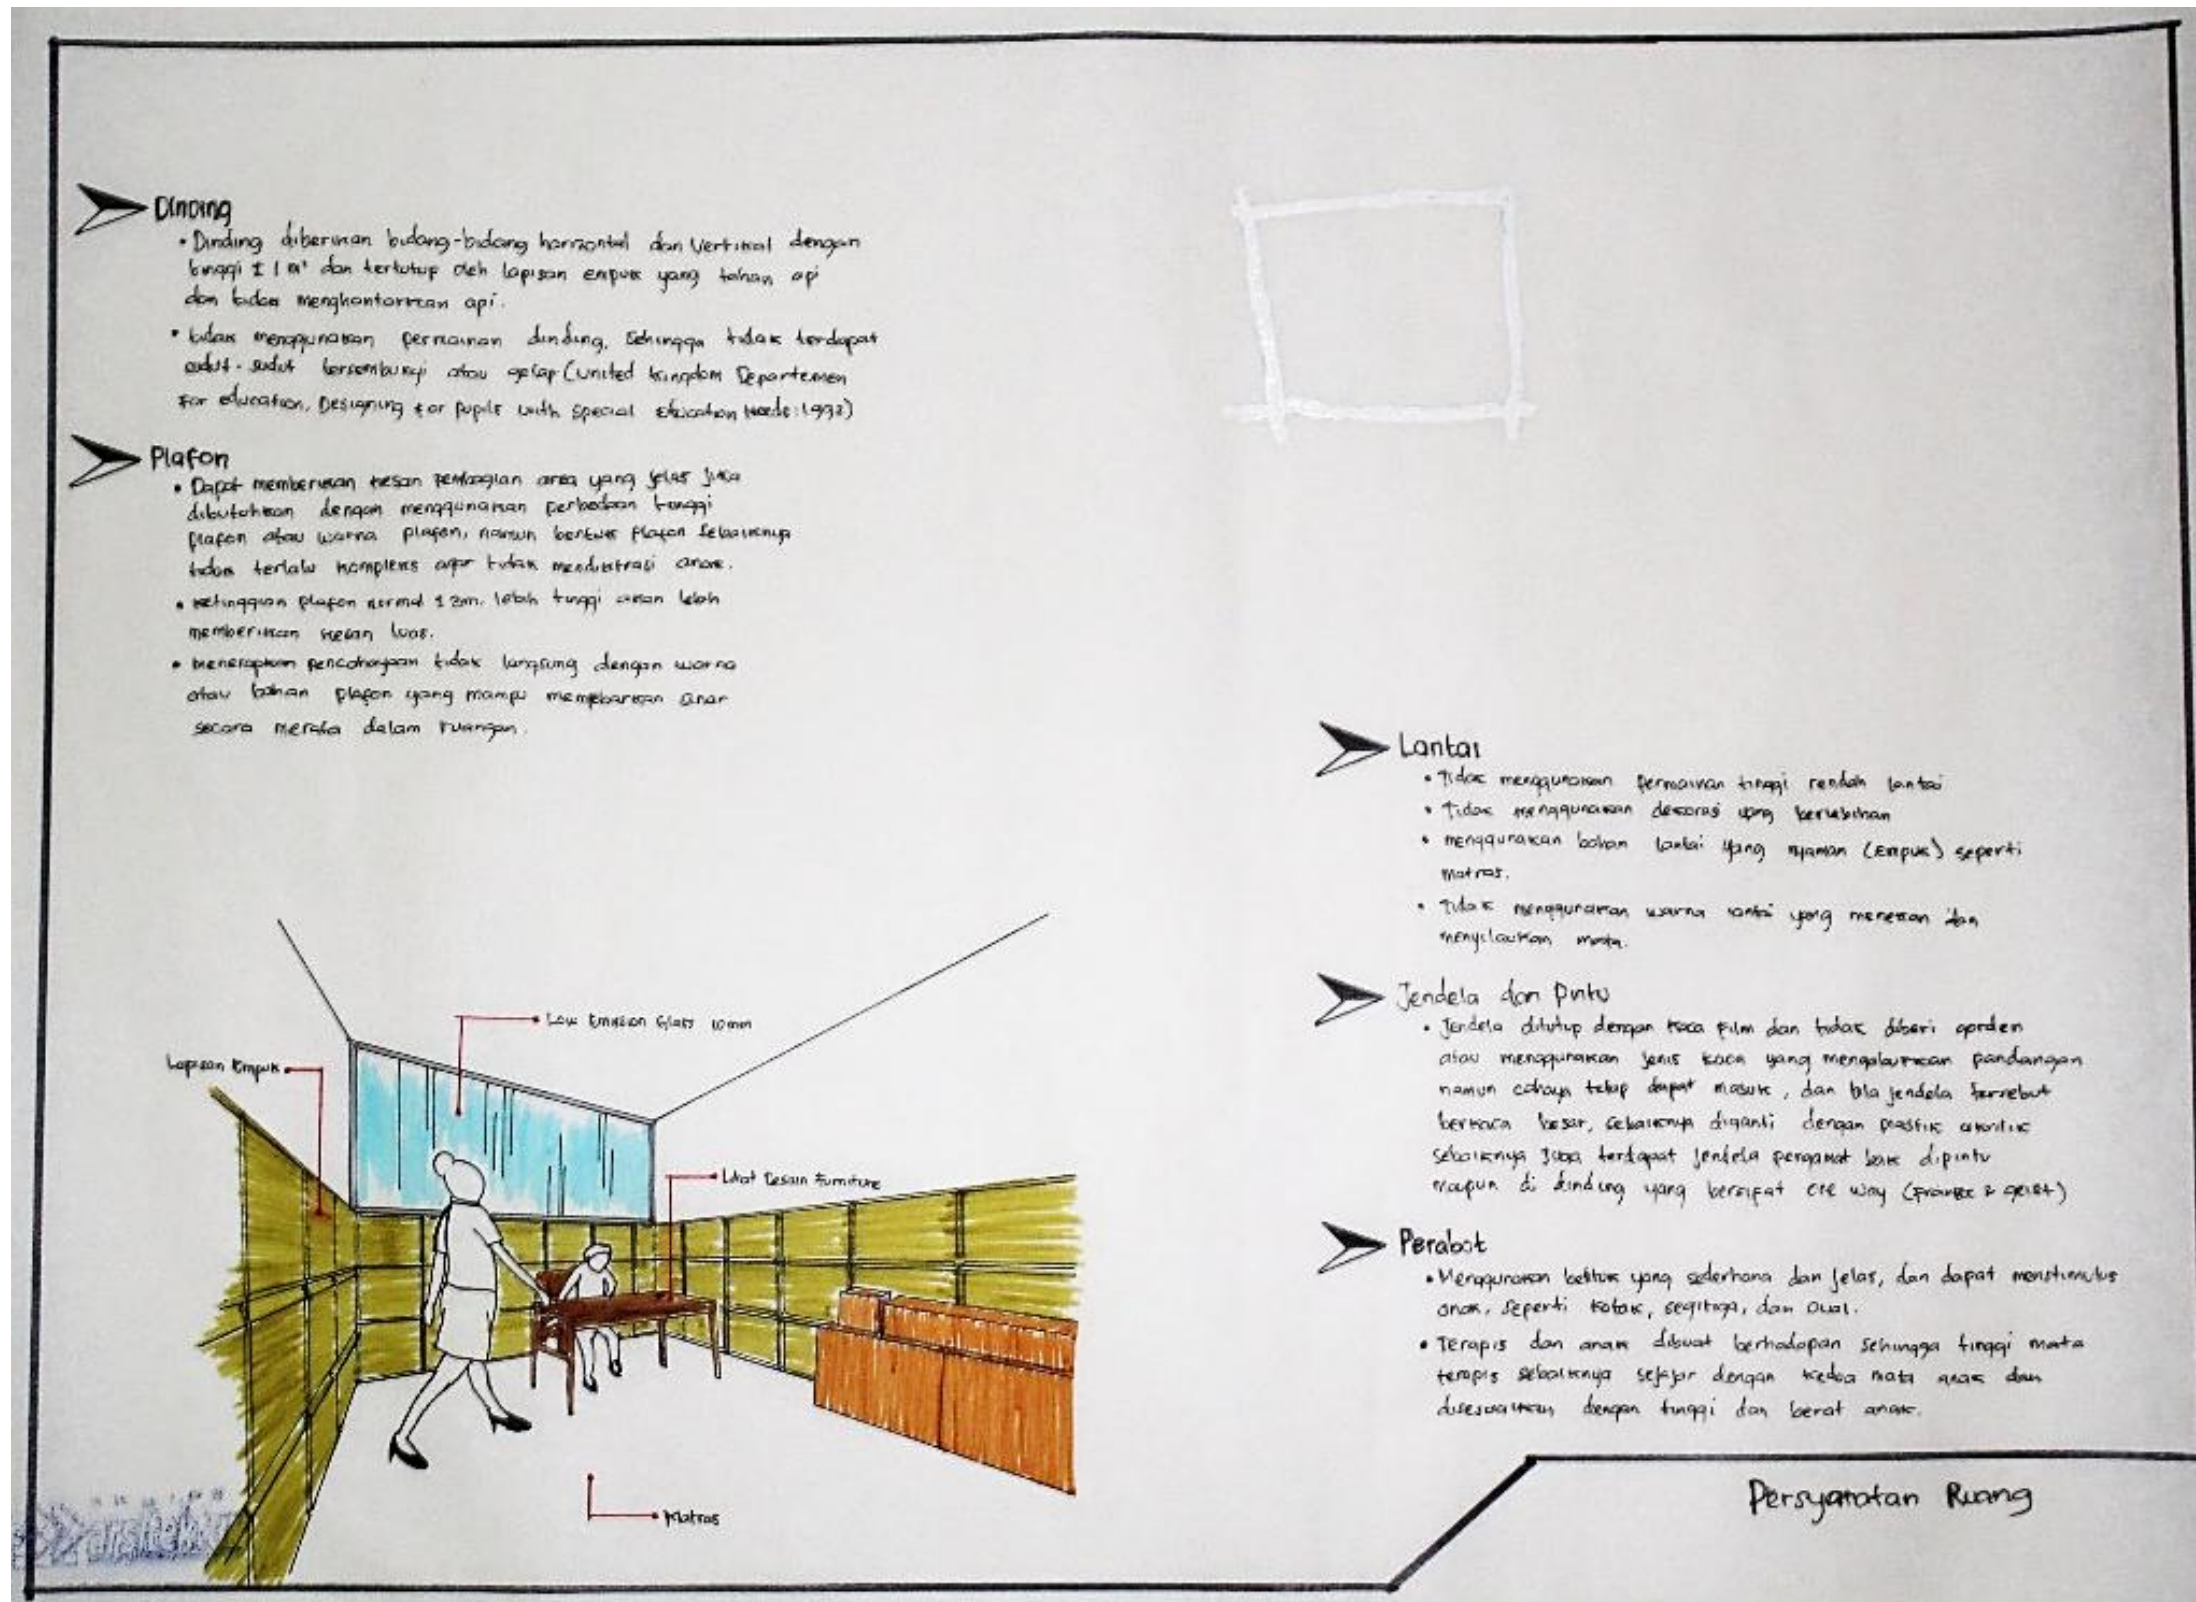 Dinding
• Dinding diberikan bidang-bidang horizontal dan Vertikal dengan
tinggi ± 1 m² dan tertutup oleh lapisan empuk yang tahan api
dan tidak menghantarkan api.
• tidak menggunakan permainan dinding, sehingga tidak terdapat
sudut-sudut tersembunyi atau gelap (united kingdom Departemen
For education, Designing for pupils with special Education Needs: 1992)
Plafon
• Dapat memberikan kesan pembagian area yang jelas jika
dibutuhkan dengan menggunakan perbedaan tinggi
plafon atau warna plafon, namun bentuk plafon sebaiknya
tidak terlalu kompleks agar tidak mendistrasi anak.
• ketinggian plafon normal ± 2m. lebih tinggi akan lebih
memberikan kesan luas.
• menerapkan pencahayaan tidak langsung dengan warna
atau bahan plafon yang mampu menyebarkan sinar
secara merata dalam ruangan.
Lantai
• Tidak menggunakan permainan tinggi rendah lantai
• Tidak menggunakan dekorasi yang berlebihan
• menggunakan bahan lantai yang nyaman (Empuk) seperti
matras.
• Tidak menggunakan warna lantai yang menekan dan
menyilaukan mata.
Jendela dan Pintu
• Jendela ditutup dengan kaca film dan tidak diberi gorden
atau menggunakan jenis kaca yang mengaburkan pandangan
namun cahaya tetap dapat masuk, dan bila jendela tersebut
berkaca besar, sebaiknya diganti dengan plastik akrilik
sebaiknya juga terdapat jendela pengamat baik dipintu
maupun di dinding yang bersifat one way (Franke & geist)
Perabot
• Menggunakan bentuk yang sederhana dan jelas, dan dapat menstimulus
anak, seperti kotak, segitiga, dan oval.
• Terapis dan anak dibuat berhadapan sehingga tinggi mata
terapis sebaiknya sejajar dengan kedua mata anak dan
disesuaikan dengan tinggi dan berat anak.
Low Emission Glass 10mm
Lapisan Empuk
Lihat Desain Furniture
Matras
arsitektur
Persyaratan Ruang